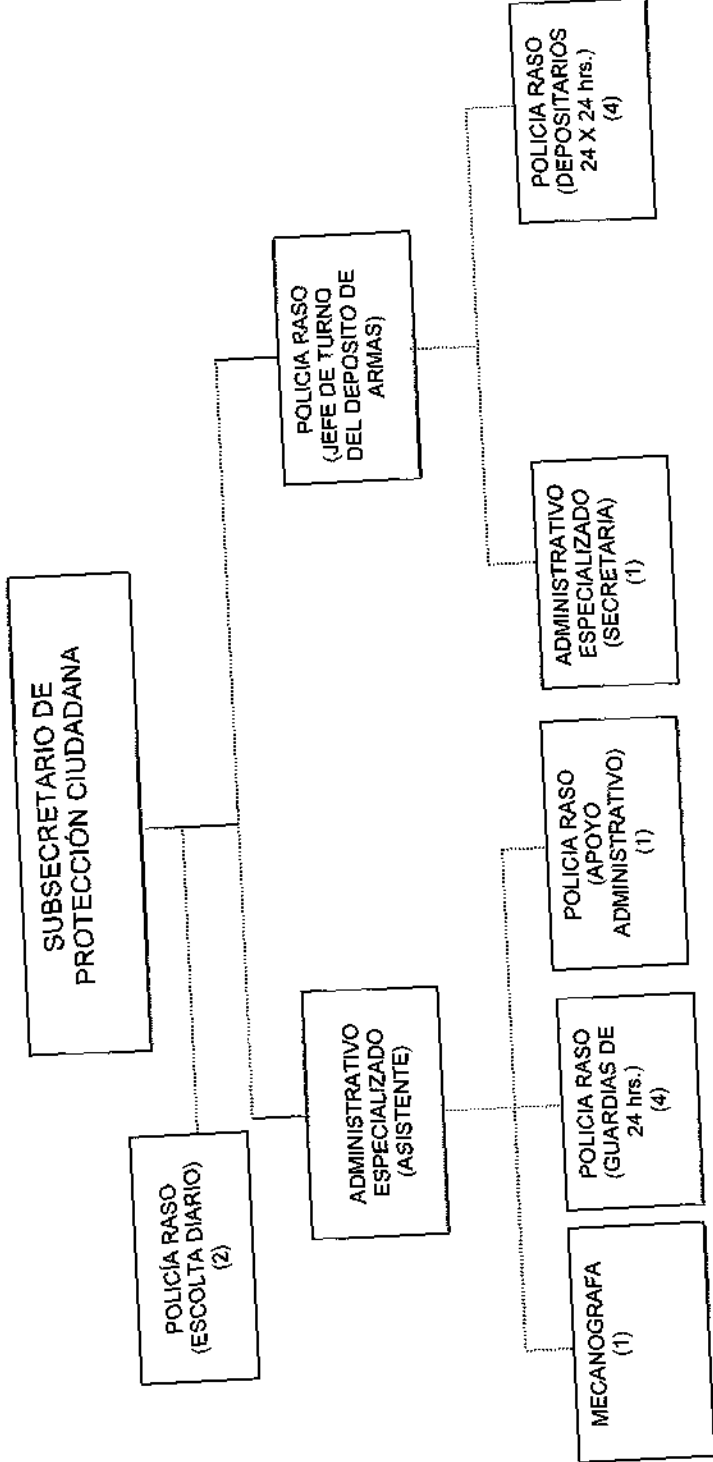 SUBSECRETARIO DE
PROTECCIÓN CIUDADANA
POLICÍA RASO
(ESCOLTA DIARIO)
(2)
ADMINISTRATIVO
ESPECIALIZADO
(ASISTENTE)
POLICIA RASO
(JEFE DE TURNO
DEL DEPOSITO DE
ARMAS)
MECANOGRAFA
(1)
POLICIA RASO
(GUARDIAS DE
24 hrs.)
(4)
POLICIA RASO
(APOYO
ADMINISTRATIVO)
(1)
ADMINISTRATIVO
ESPECIALIZADO
(SECRETARIA)
(1)
POLICIA RASO
(DEPOSITARIOS
24 X 24 hrs.)
(4)